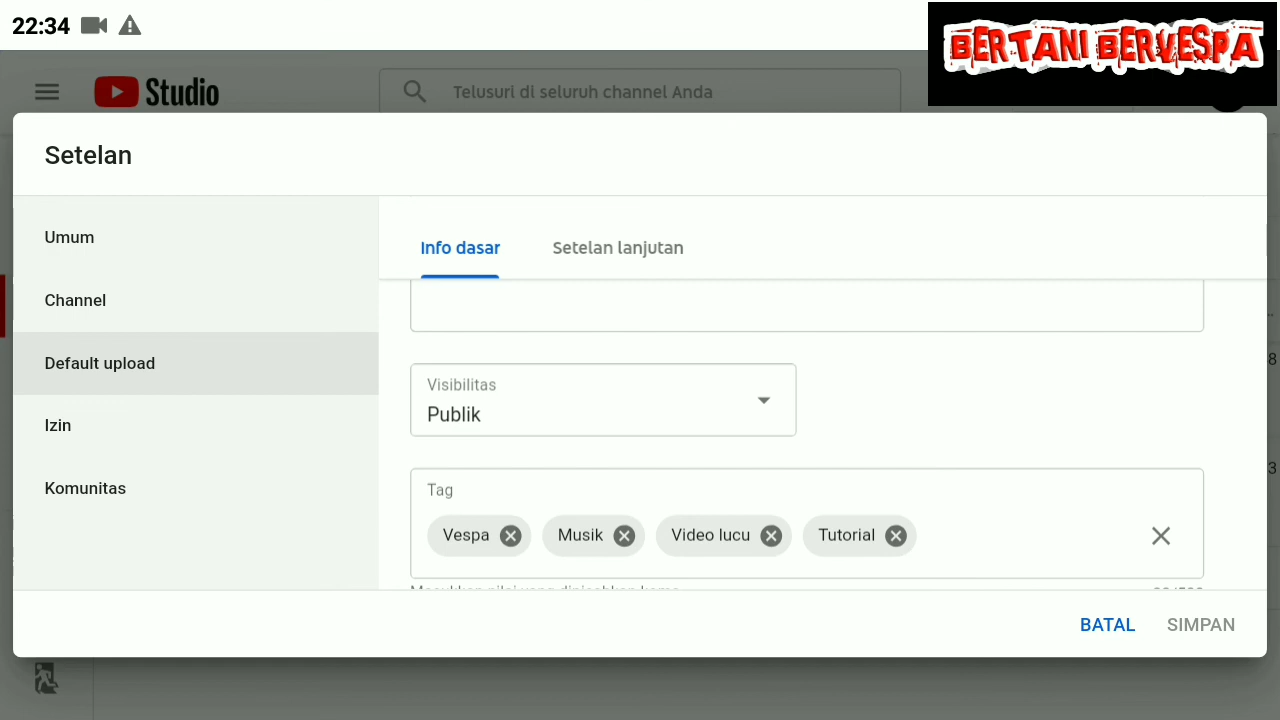 22:34
BERTANI BERVESPA
Studio
Telusuri di seluruh channel Anda
Setelan
Umum
Channel
Default upload
Izin
Komunitas
Info dasar
Setelan lanjutan
Visibilitas
Publik
Tag
Vespa
Musik
Video lucu
Tutorial
BATAL
SIMPAN